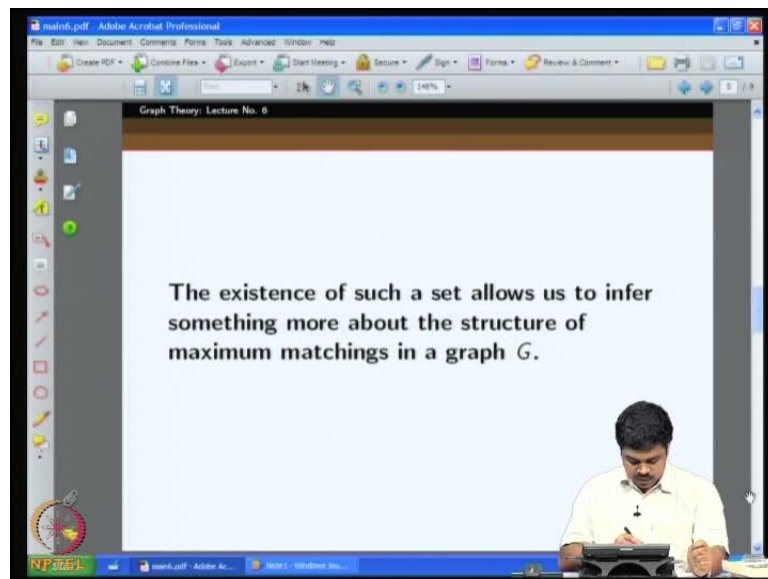 main6.pdf - Adobe Acrobat Professional
File Edit View Document Comments Forms Tools Advanced Window Help
Create PDF Combine Files Export Start Meeting Secure Sign Forms Review & Comment
146% 5 / 9
Graph Theory: Lecture No. 6
The existence of such a set allows us to infer
something more about the structure of
maximum matchings in a graph G.
NPTEL
main6.pdf - Adobe Ac... Note1 - Windows Jou...